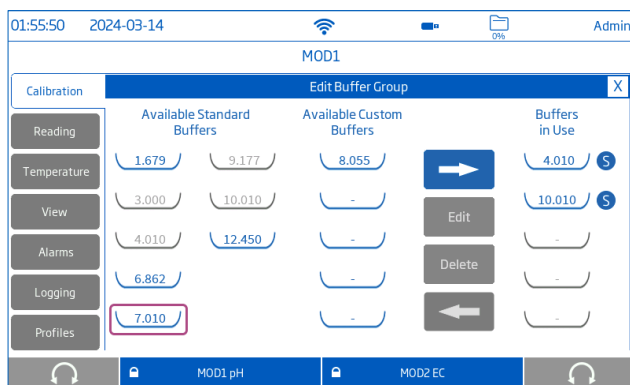 01:55:50 2024-03-14 0% Admin
MOD1
Calibration Edit Buffer Group X
Available Standard Buffers Available Custom Buffers Buffers in Use
Reading
1.679 9.177 8.055 4.010 S
Temperature
3.000 10.010 - Edit 10.010 S
View
4.010 12.450 - -
Alarms
Delete
6.862 - -
Logging
7.010 - -
Profiles
MOD1 pH MOD2 EC